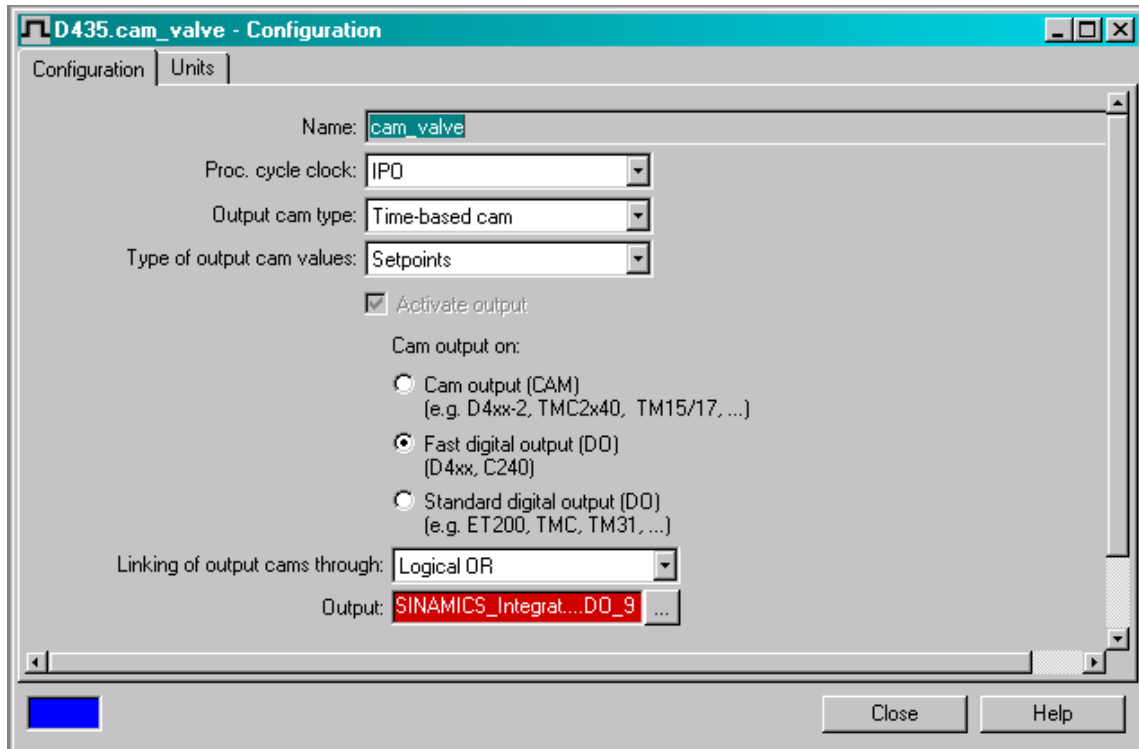 D435.cam_valve - Configuration
Configuration Units
Name: cam_valve
Proc. cycle clock: IPO
Output cam type: Time-based cam
Type of output cam values: Setpoints
Activate output
Cam output on:
Cam output (CAM)
(e.g. D4xx-2, TMC2x40, TM15/17, ...)
Fast digital output (DO)
(D4xx, C240)
Standard digital output (DO)
(e.g. ET200, TMC, TM31, ...)
Linking of output cams through: Logical OR
Output: SINAMICS_Integrat....DO_9 ...
Close Help